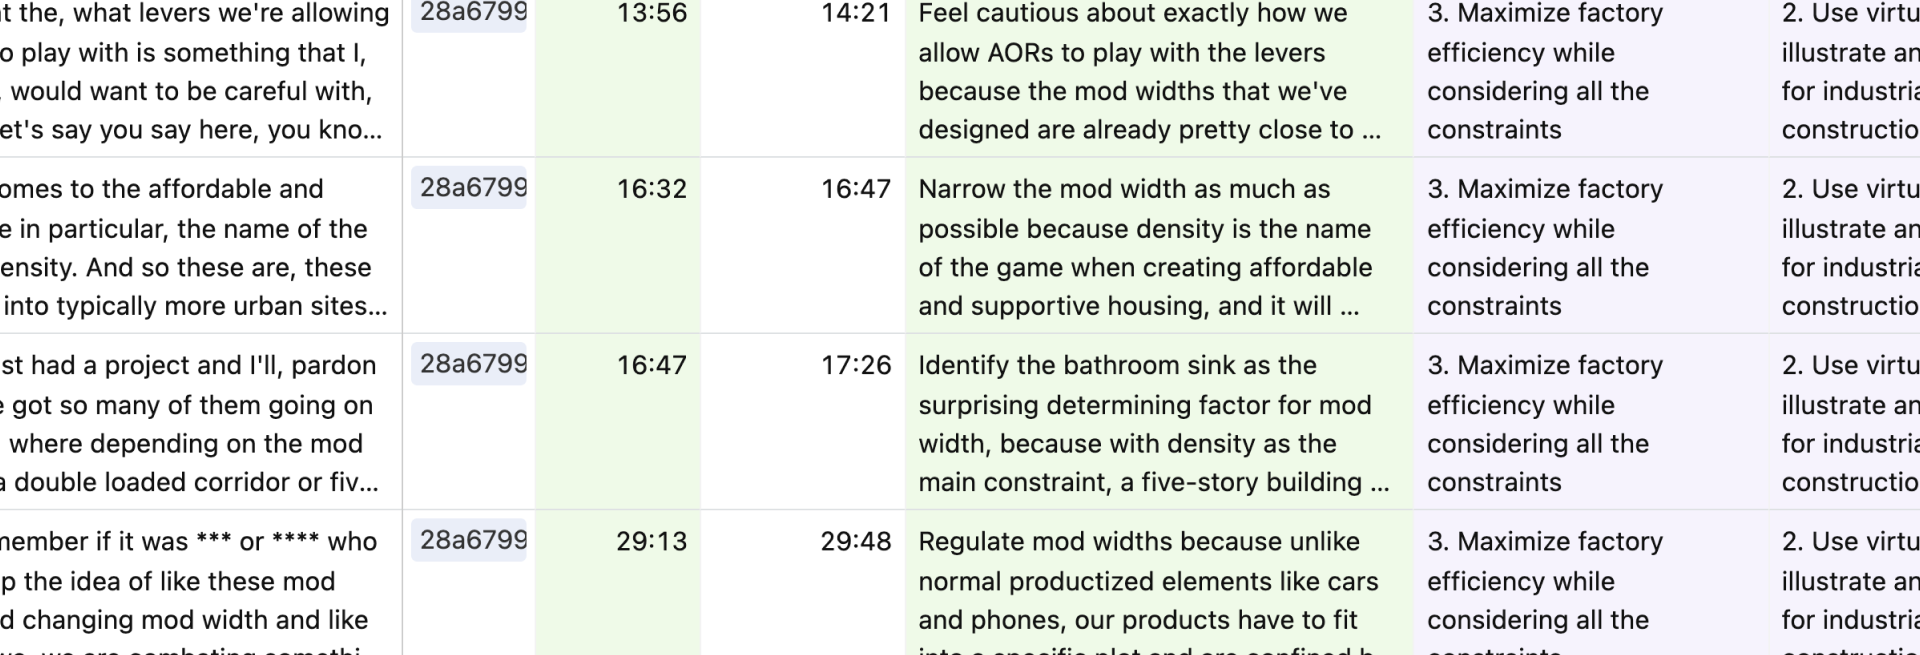 t the, what levers we're allowing
o play with is something that I,
, would want to be careful with,
et's say you say here, you kno...
28a6799
13:56
14:21
Feel cautious about exactly how we
allow AORs to play with the levers
because the mod widths that we've
designed are already pretty close to ...
3. Maximize factory
efficiency while
considering all the
constraints
2. Use virtu
illustrate an
for industria
constructio
omes to the affordable and
e in particular, the name of the
ensity. And so these are, these
into typically more urban sites...
28a6799
16:32
16:47
Narrow the mod width as much as
possible because density is the name
of the game when creating affordable
and supportive housing, and it will ...
3. Maximize factory
efficiency while
considering all the
constraints
2. Use virtu
illustrate an
for industria
constructio
st had a project and I'll, pardon
e got so many of them going on
where depending on the mod
a double loaded corridor or fiv...
28a6799
16:47
17:26
Identify the bathroom sink as the
surprising determining factor for mod
width, because with density as the
main constraint, a five-story building ...
3. Maximize factory
efficiency while
considering all the
constraints
2. Use virtu
illustrate an
for industria
constructio
member if it was *** or **** who
p the idea of like these mod
d changing mod width and like
28a6799
29:13
29:48
Regulate mod widths because unlike
normal productized elements like cars
and phones, our products have to fit
into a specific plot and are confined b
3. Maximize factory
efficiency while
considering all the
constraints
2. Use virtu
illustrate an
for industria
constructio